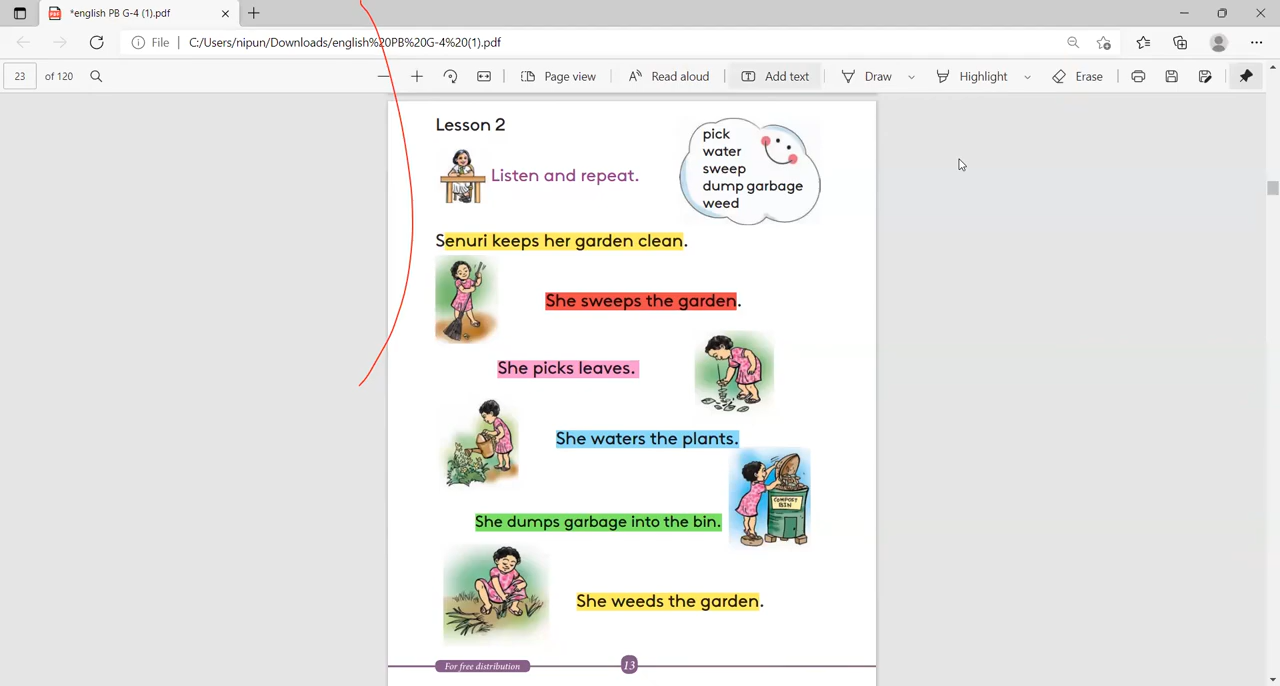 *english PB G-4 (1).pdf
File C:/Users/nipun/Downloads/english%20PB%20G-4%20(1).pdf
23 of 120 Page view Read aloud Add text Draw Highlight Erase
Lesson 2
Listen and repeat.
pick
water
sweep
dump garbage
weed
Senuri keeps her garden clean.
She sweeps the garden.
She picks leaves.
She waters the plants.
COMPOST
BIN
She dumps garbage into the bin.
She weeds the garden.
For free distribution
13